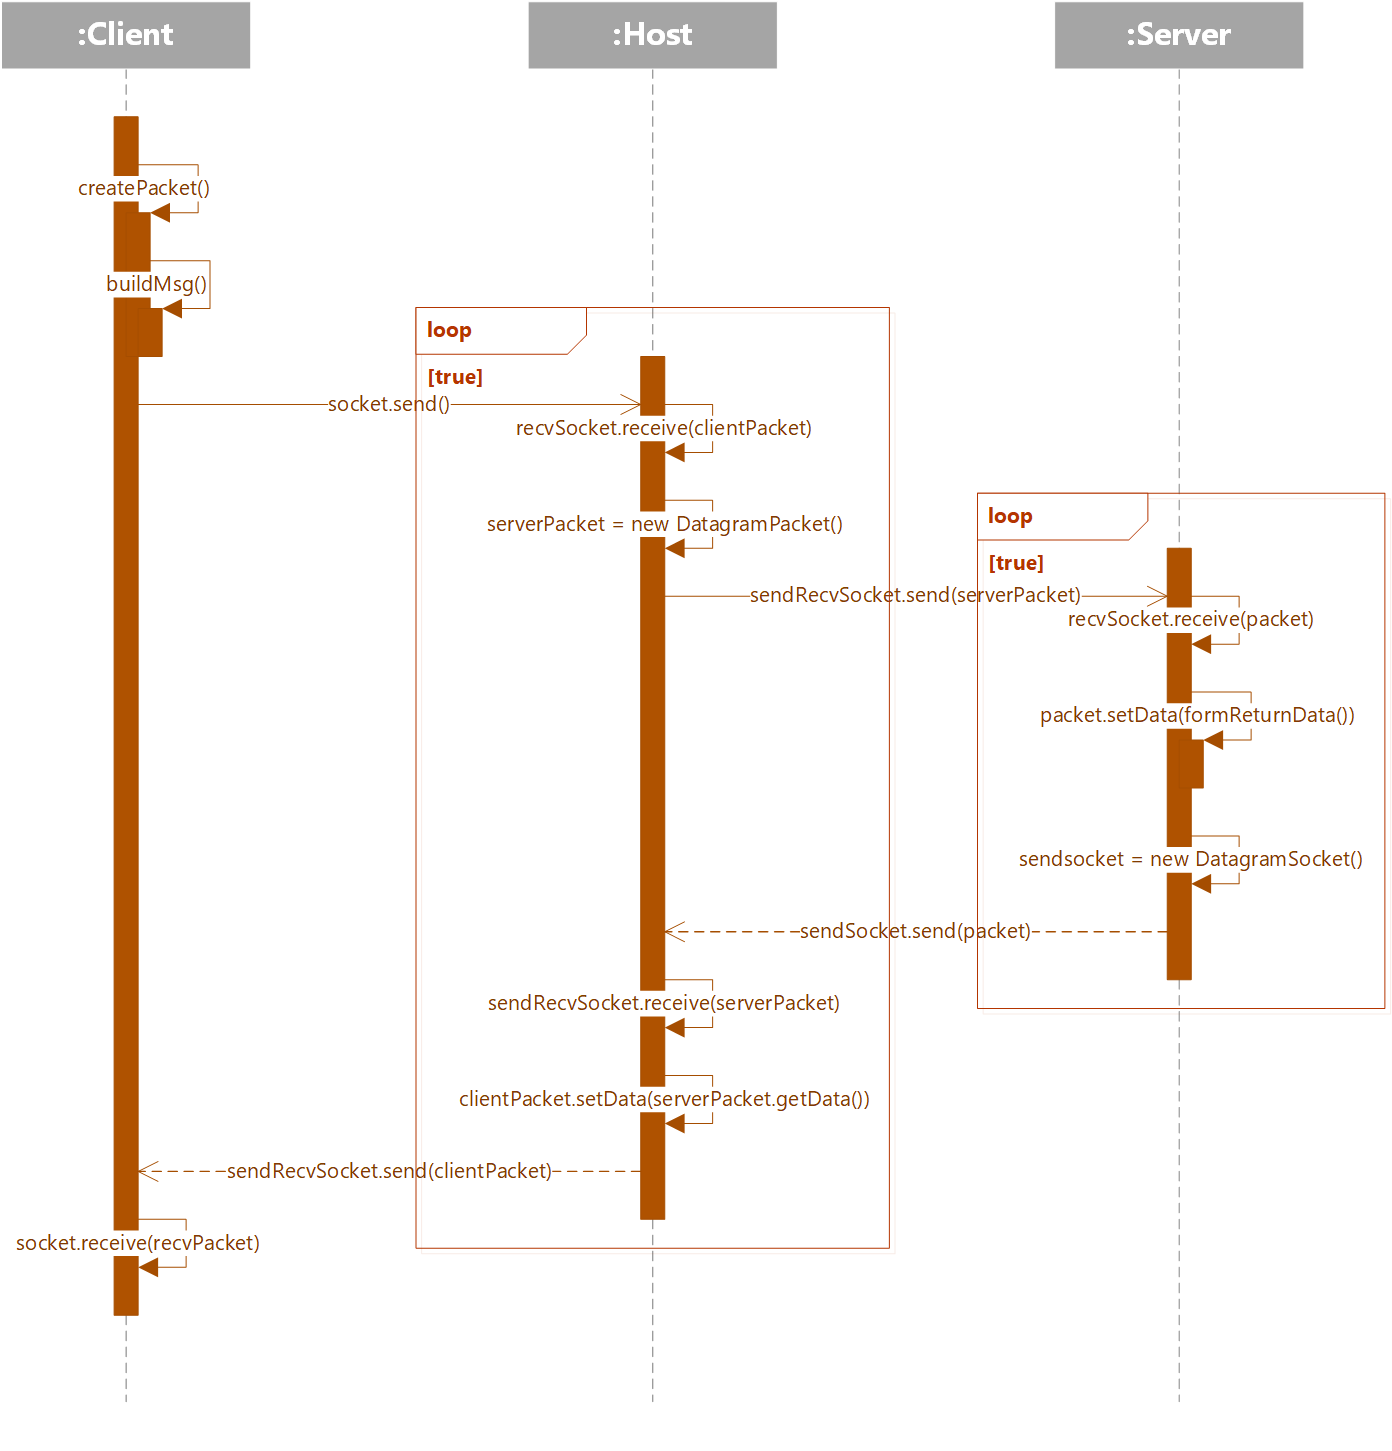 :Client
:Host
:Server
createPacket()
buildMsg()
loop
[true]
socket.send()
recvSocket.receive(clientPacket)
serverPacket = new DatagramPacket()
loop
[true]
sendRecvSocket.send(serverPacket)
recvSocket.receive(packet)
packet.setData(formReturnData())
sendsocket = new DatagramSocket()
sendSocket.send(packet)
sendRecvSocket.receive(serverPacket)
clientPacket.setData(serverPacket.getData())
sendRecvSocket.send(clientPacket)
socket.receive(recvPacket)